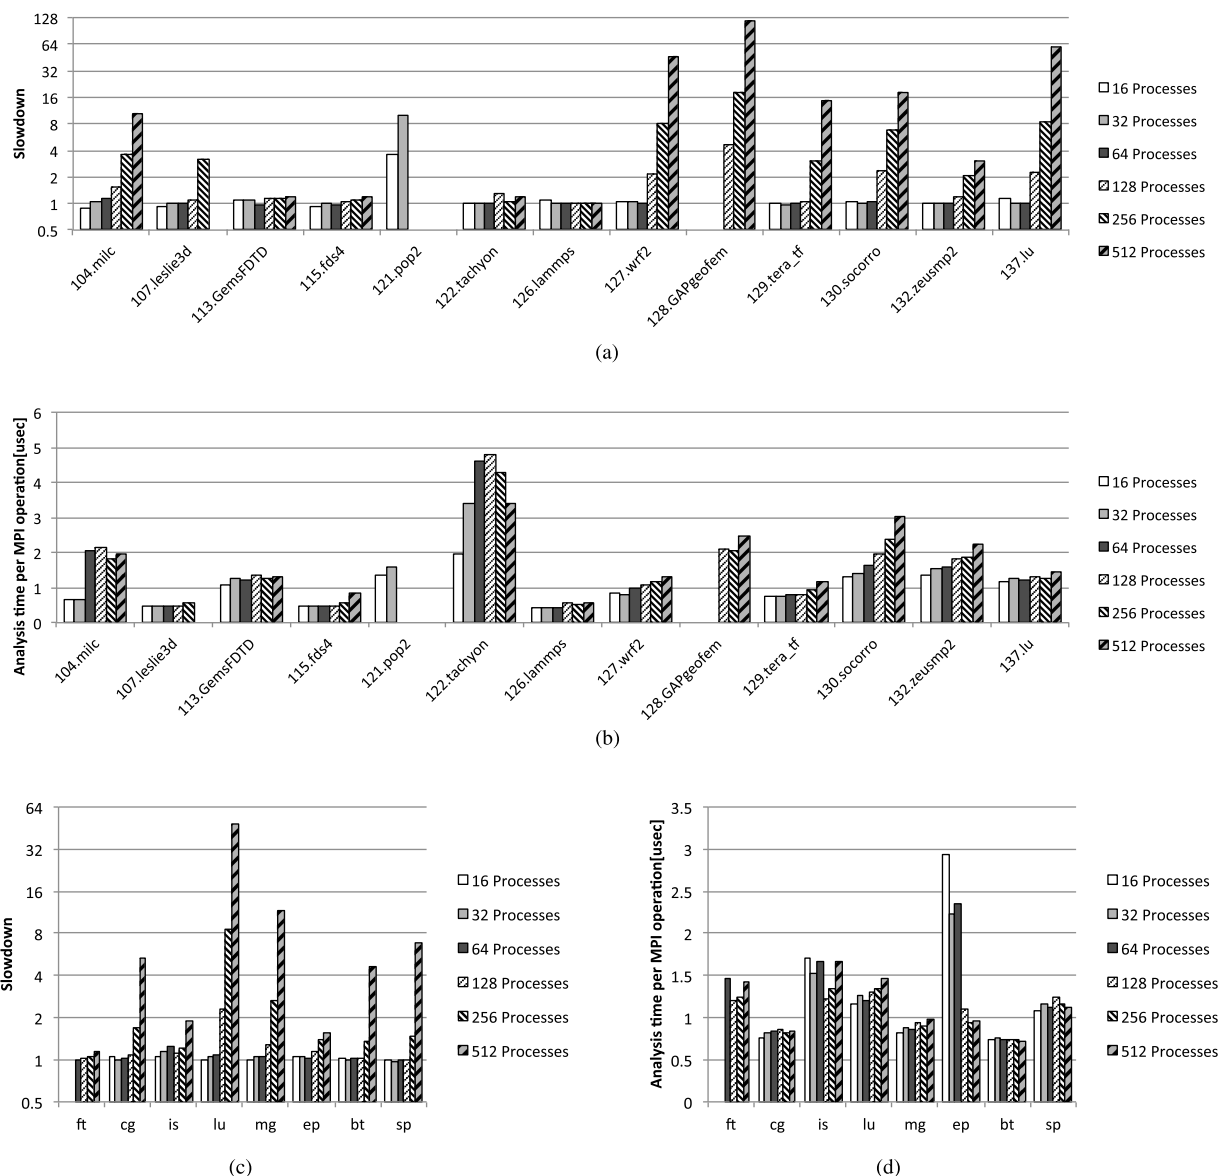 128
64
32
16
8
4
2
1
0.5
Slowdown
104.milc
107.leslie3d
113.GemsFDTD
115.fds4
121.pop2
122.tachyon
126.lammps
127.wrf2
128.GAPgeofem
129.tera_tf
130.socorro
132.zeusmp2
137.lu
16 Processes
32 Processes
64 Processes
128 Processes
256 Processes
512 Processes
(a)
6
5
4
3
2
1
0
Analysis time per MPI operation[usec]
104.milc
107.leslie3d
113.GemsFDTD
115.fds4
121.pop2
122.tachyon
126.lammps
127.wrf2
128.GAPgeofem
129.tera_tf
130.socorro
132.zeusmp2
137.lu
16 Processes
32 Processes
64 Processes
128 Processes
256 Processes
512 Processes
(b)
64
32
16
8
4
2
1
0.5
Slowdown
ft
cg
is
lu
mg
ep
bt
sp
16 Processes
32 Processes
64 Processes
128 Processes
256 Processes
512 Processes
(c)
3.5
3
2.5
2
1.5
1
0.5
0
Analysis time per MPI operation[usec]
ft
cg
is
lu
mg
ep
bt
sp
16 Processes
32 Processes
64 Processes
128 Processes
256 Processes
512 Processes
(d)